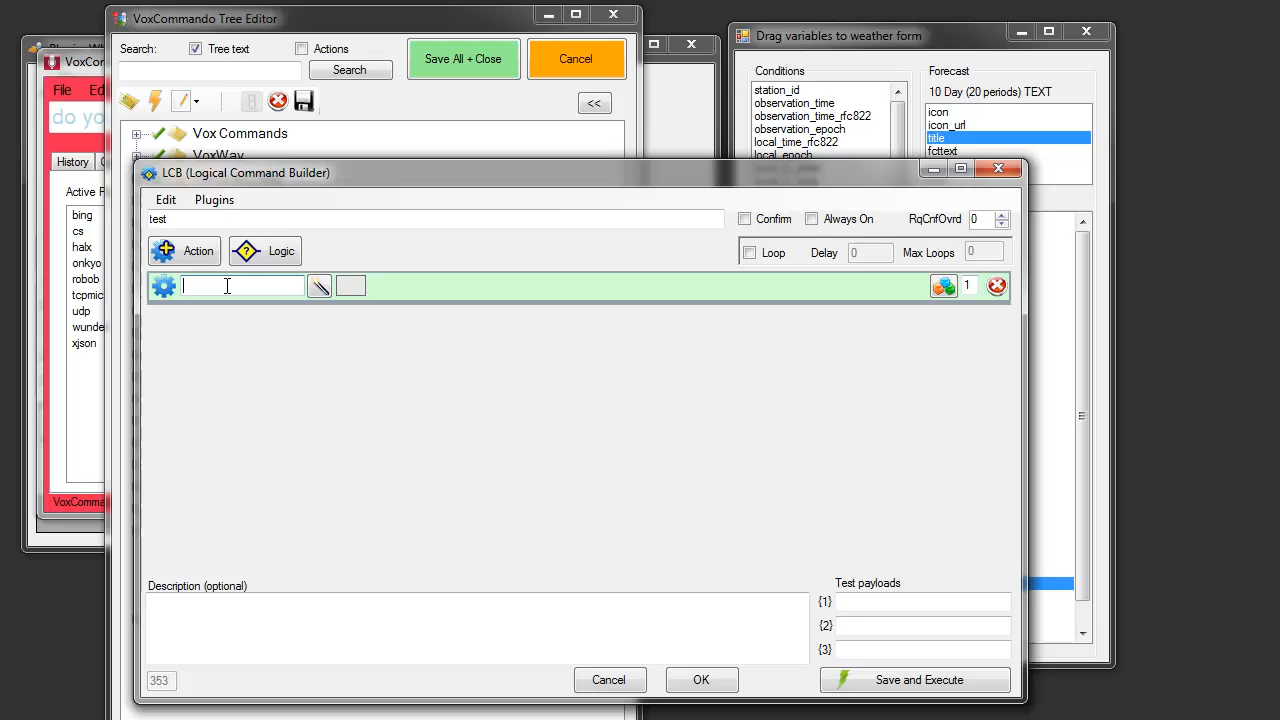 VoxCommando Tree Editor
Search:
Tree text
Actions
Save All + Close
Cancel
Search
<<
Vox Commands
VoxWav
VoxCom
File
Ed
do yo
History
Active P
bing
cs
halx
onkyo
robob
tcpmic
udp
wunde
xjson
VoxComma
Drag variables to weather form
Conditions
station_id
observation_time
observation_time_rfc822
observation_epoch
local_time_rfc822
local_epoch
Forecast
10 Day (20 periods) TEXT
icon
icon_url
title
fcttext
LCB (Logical Command Builder)
Edit
Plugins
test
Confirm
Always On
RqCnfOvrd
0
Action
Logic
Loop
Delay
0
Max Loops
0
1
Description (optional)
Test payloads
{1}
{2}
{3}
353
Cancel
OK
Save and Execute